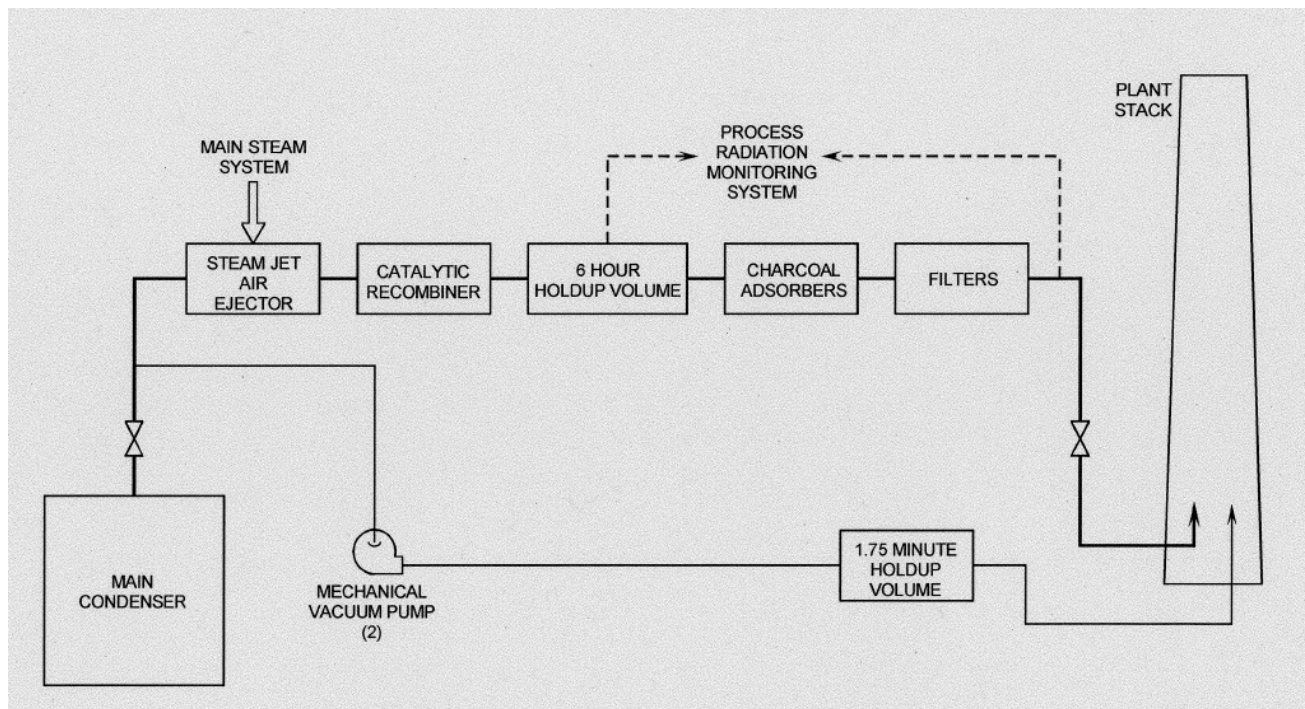 PLANT
STACK
MAIN STEAM
SYSTEM
PROCESS
RADIATION
MONITORING
SYSTEM
STEAM JET
AIR
EJECTOR
CATALYTIC
RECOMBINER
6 HOUR
HOLDUP VOLUME
CHARCOAL
ADSORBERS
FILTERS
MAIN
CONDENSER
MECHANICAL
VACUUM PUMP
(2)
1.75 MINUTE
HOLDUP
VOLUME